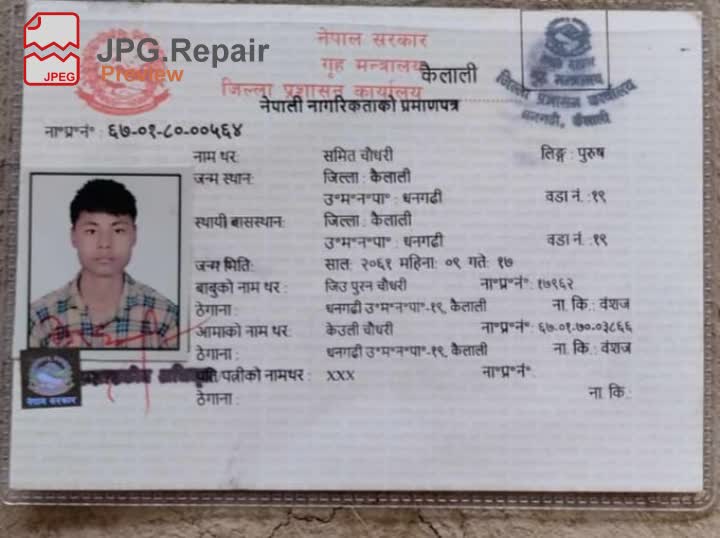 JPG.Repair
Preview
JPEG
नेपाल सरकार
गृह मन्त्रालय
जिल्ला प्रशासन कार्यालय कैलाली
नेपाली नागरिकताको प्रमाणपत्र
गृह मन्त्रालय
जिल्ला प्रशासन कार्यालय
धनगढी, कैलाली
ना॰प्र॰नं॰ : ६७-०१-८०-००५६४
नाम थर: समित चौधरी लिङ्ग : पुरुष
जन्म स्थान: जिल्ला : कैलाली
उ॰म॰न॰पा॰ : धनगढी वडा नं. :१९
स्थायी बासस्थान: जिल्ला : कैलाली
उ॰म॰न॰पा॰ : धनगढी वडा नं. :१९
जन्म मिति: साल: २०६१ महिना: ०९ गते: १७
बाबुको नाम थर : जिउ पुरन चौधरी ना॰प्र॰नं॰: १७९६२
ठेगाना : धनगढी उ॰म॰न॰पा॰-१९, कैलाली ना. कि.: वंशज
आमाको नाम थर: केउली चौधरी ना॰प्र॰नं॰: ६७-०१-७०-०३८६६
ठेगाना : धनगढी उ॰म॰न॰पा॰-१९, कैलाली ना. कि.: वंशज
पति/पत्नीको नामथर : XXX ना॰प्र॰नं॰:
ठेगाना : ना. कि.:
नेपाल सरकार